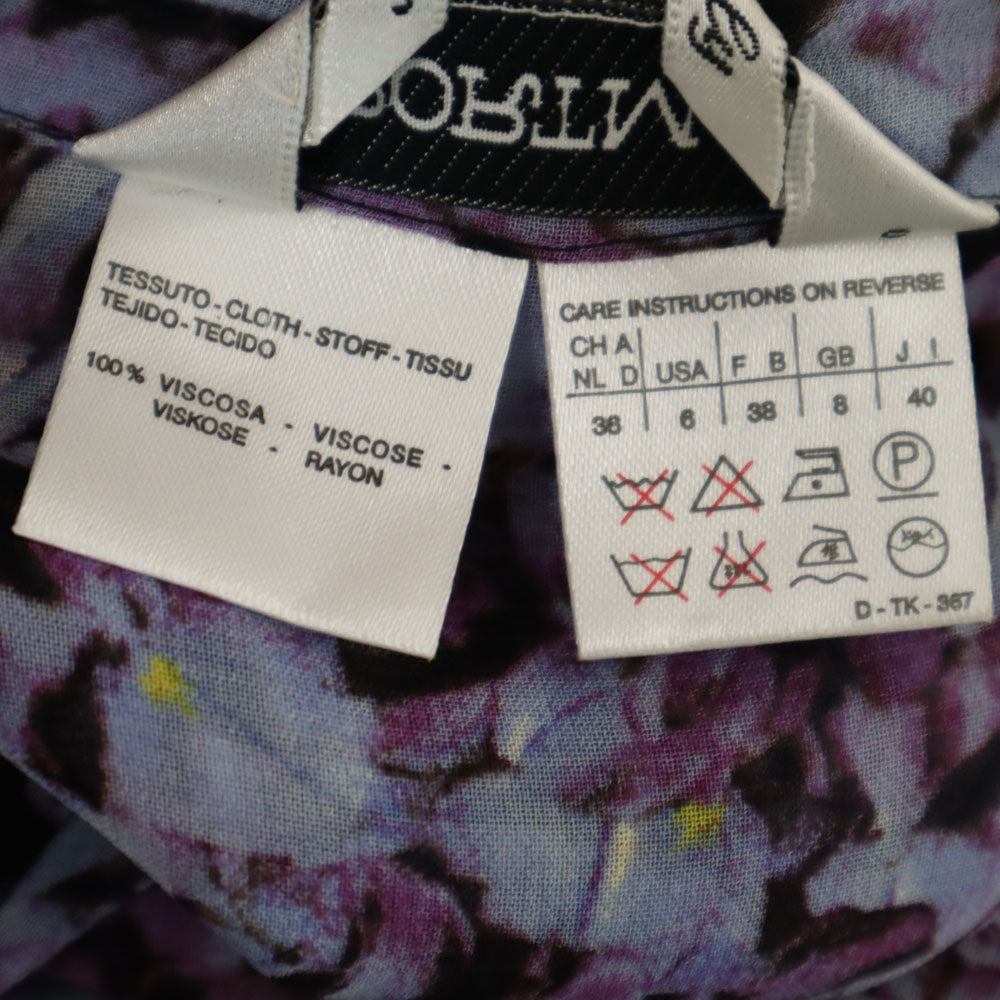 TESSUTO - CLOTH - STOFF - TISSU
TEJIDO - TECIDO
100% VISCOSA - VISCOSE -
VISKOSE - RAYON
CARE INSTRUCTIONS ON REVERSE
CH A
NL D USA F B GB J I
36 6 38 8 40
P
D - TK - 367